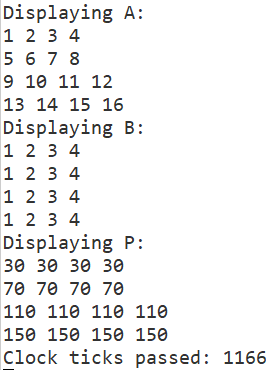 Displaying A:
1 2 3 4
5 6 7 8
9 10 11 12
13 14 15 16
Displaying B:
1 2 3 4
1 2 3 4
1 2 3 4
1 2 3 4
Displaying P:
30 30 30 30
70 70 70 70
110 110 110 110
150 150 150 150
Clock ticks passed: 1166